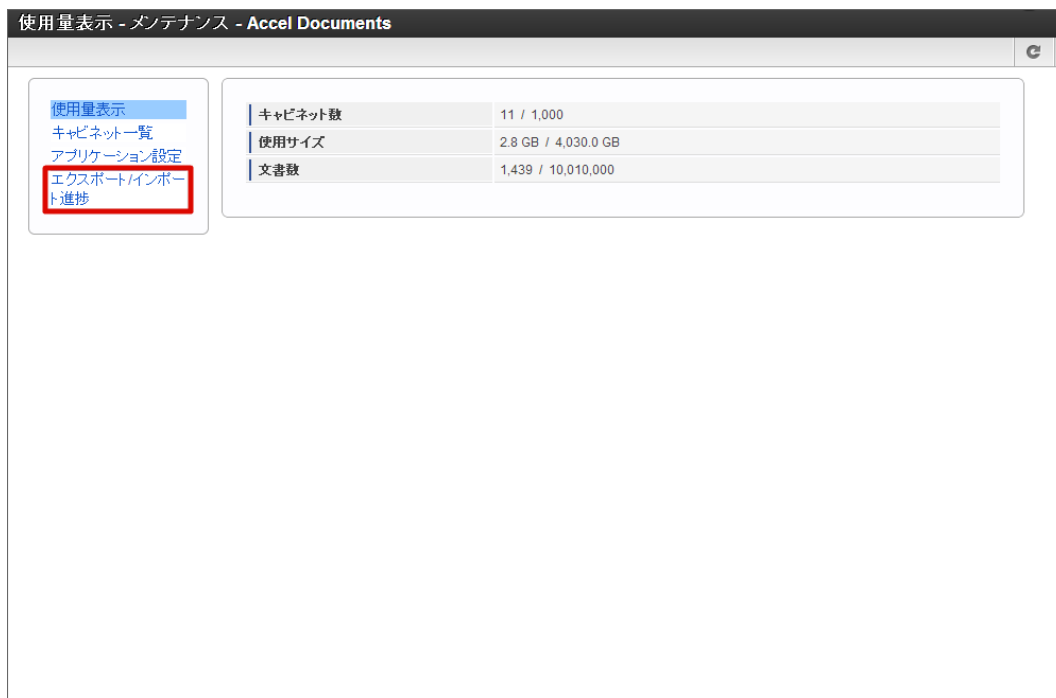 使用量表示 - メンテナンス - Accel Documents
使用量表示
キャビネット一覧
アプリケーション設定
エクスポート/インポー
ト進捗
キャビネット数 11 / 1,000
使用サイズ 2.8 GB / 4,030.0 GB
文書数 1,439 / 10,010,000